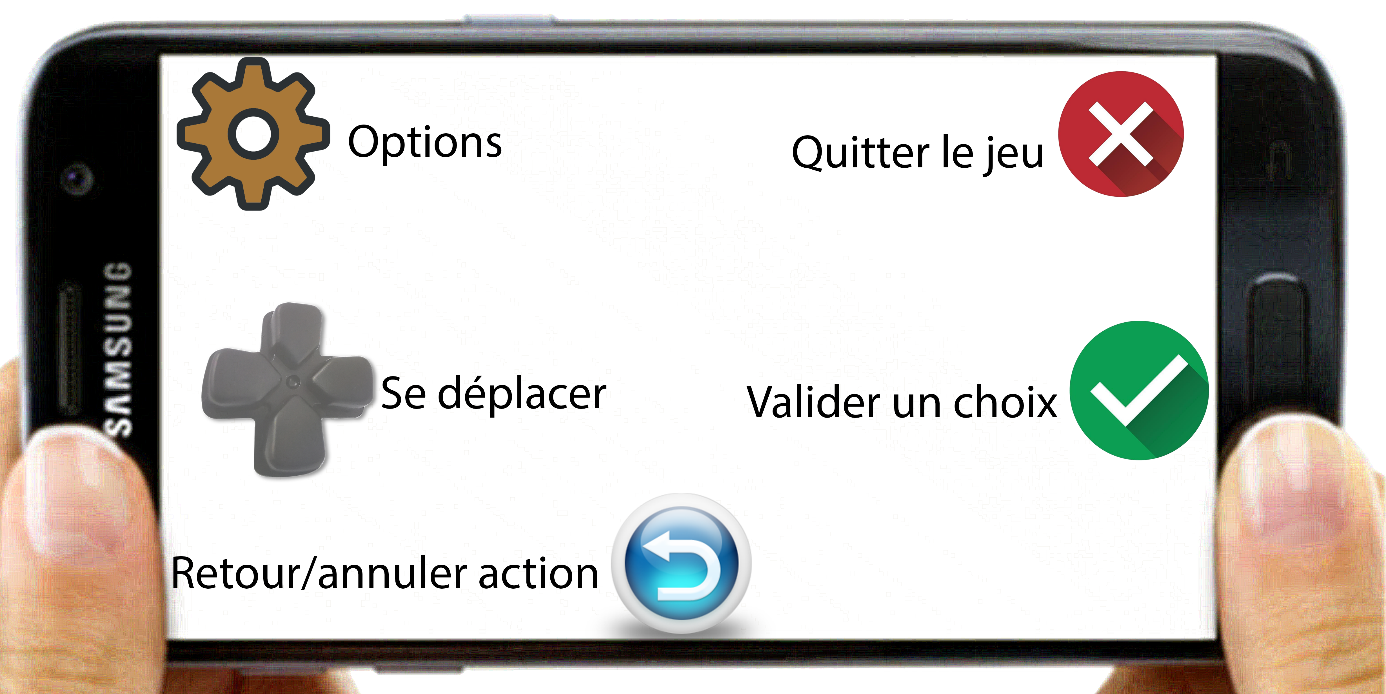 Options
Quitter le jeu
SAMSUNG
Se déplacer
Valider un choix
Retour/annuler action